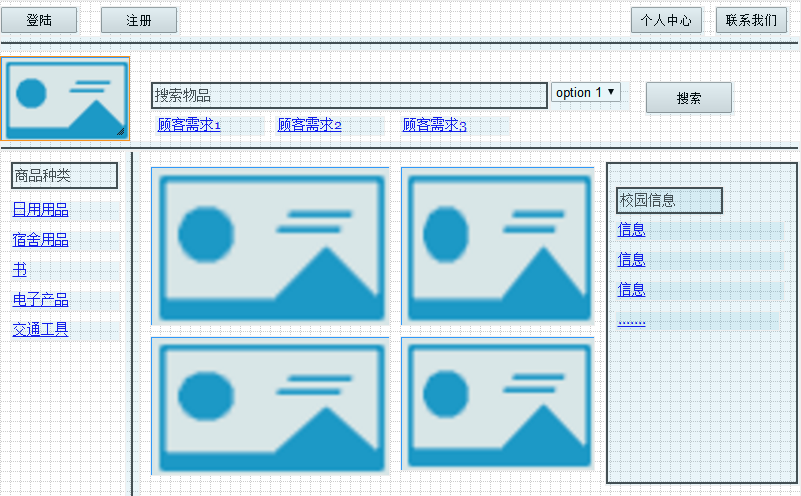 登陆 注册 个人中心 联系我们
搜索物品 option 1 搜索
顾客需求1 顾客需求2 顾客需求3
商品种类
日用用品
宿舍用品
书
电子产品
交通工具
校园信息
信息
信息
信息
.......